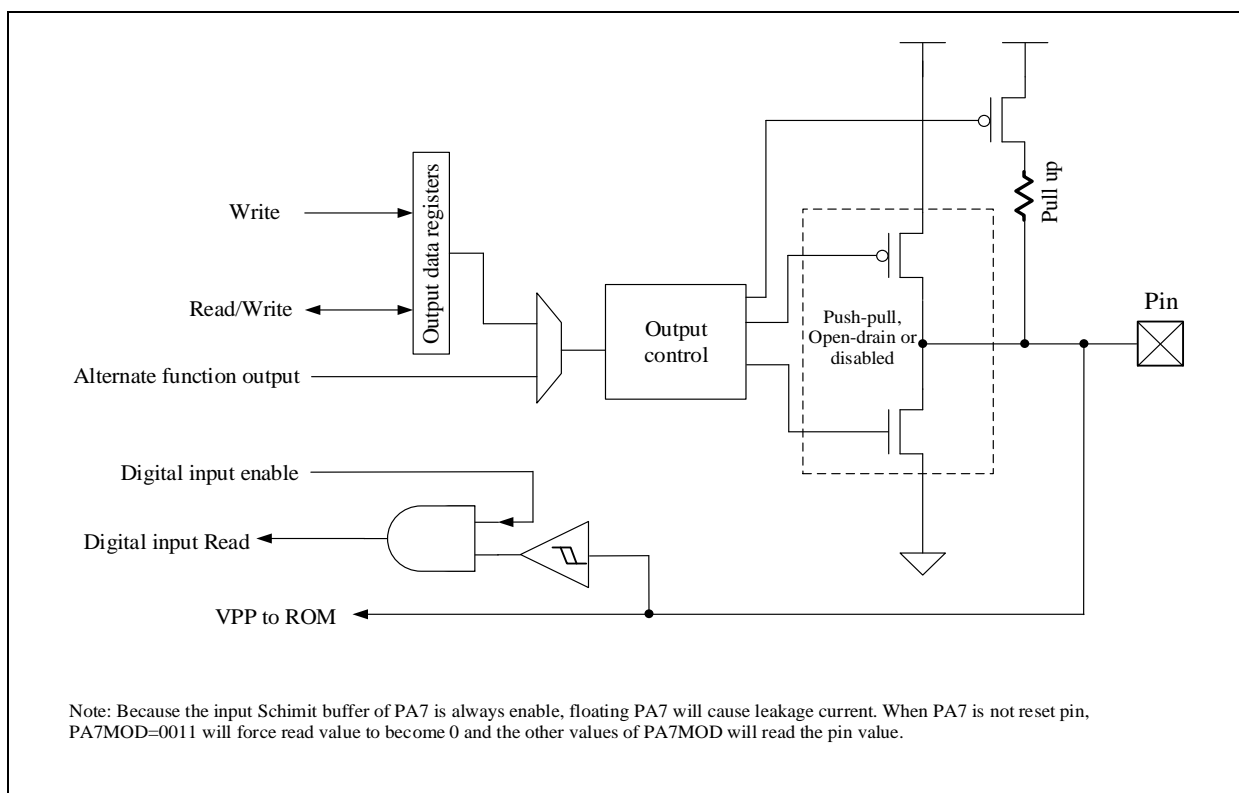 Write
Output data registers
Read/Write
Alternate function output
Output
control
Push-pull,
Open-drain or
disabled
Pull up
Pin
Digital input enable
Digital input Read
VPP to ROM
Note: Because the input Schimit buffer of PA7 is always enable, floating PA7 will cause leakage current. When PA7 is not reset pin,
PA7MOD=0011 will force read value to become 0 and the other values of PA7MOD will read the pin value.